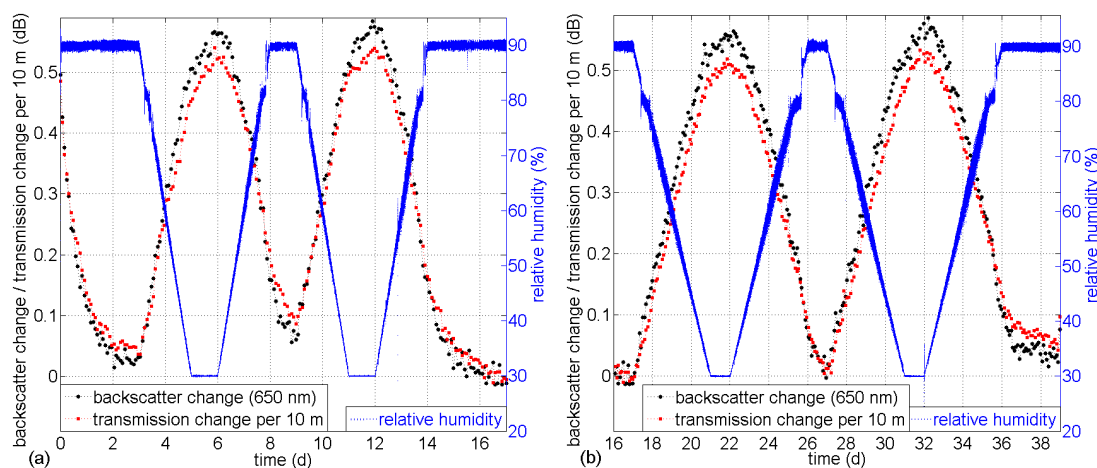 backscatter change / transmission change per 10 m (dB)
0.5
0.4
0.3
0.2
0.1
0
90
80
70
60
50
40
30
20
relative humidity (%)
backscatter change (650 nm)
transmission change per 10 m
relative humidity
0 2 4 6 8 10 12 14 16
(a)
time (d)
backscatter change / transmission change per 10 m (dB)
0.5
0.4
0.3
0.2
0.1
0
90
80
70
60
50
40
30
20
relative humidity (%)
backscatter change (650 nm)
transmission change per 10 m
relative humidity
16 18 20 22 24 26 28 30 32 34 36 38
(b)
time (d)